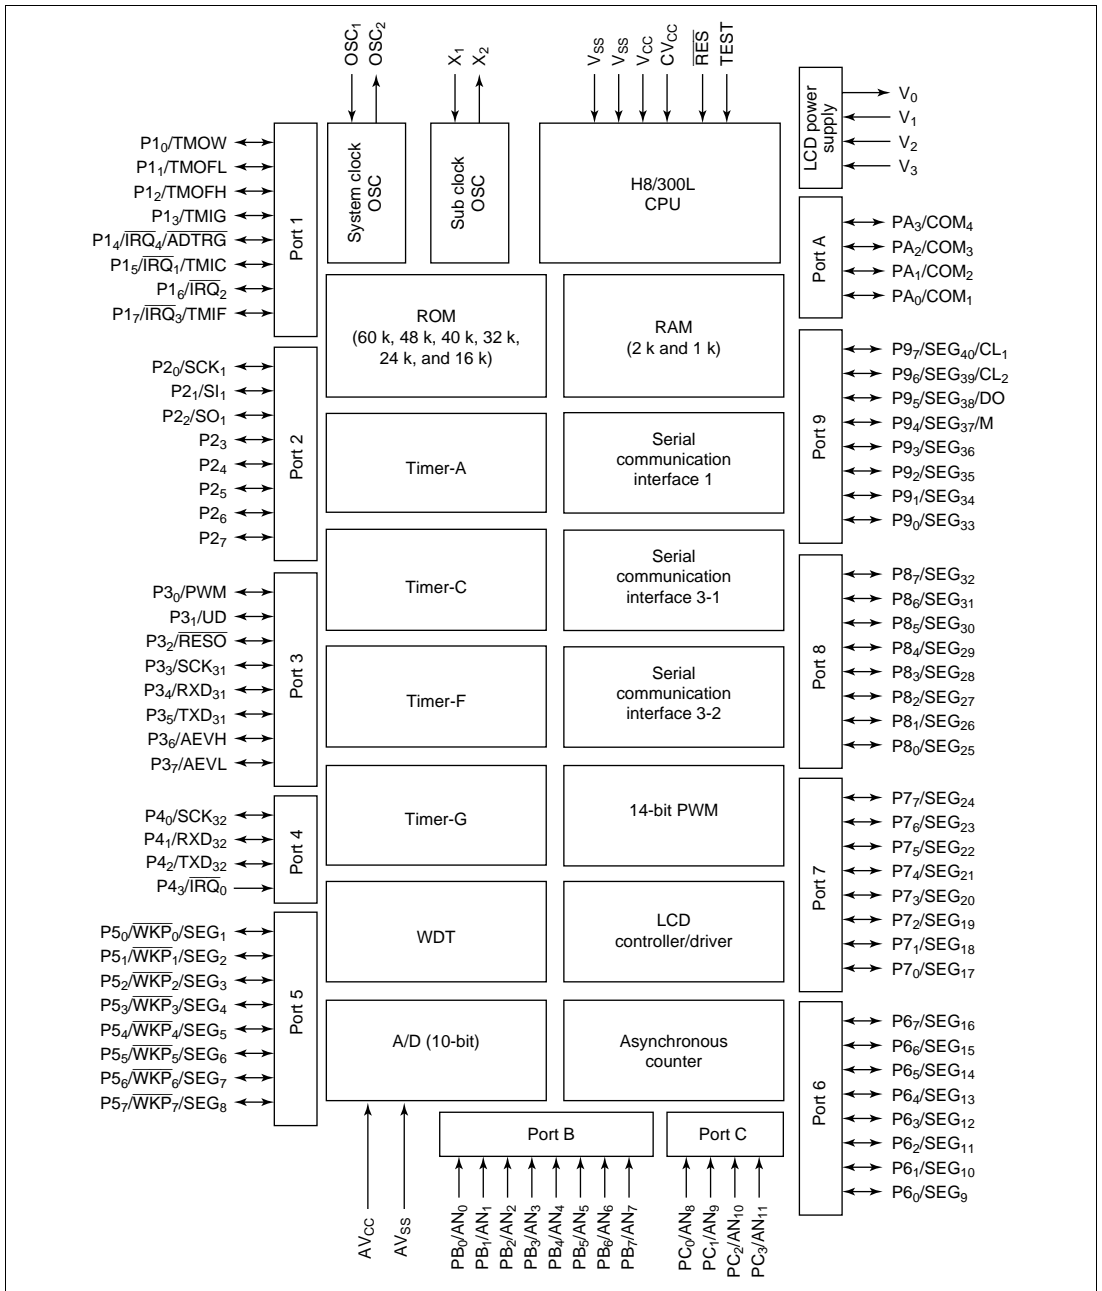 OSC1
OSC2
X1
X2
VSS
VSS
VCC
CVCC
RES
TEST
System clock
OSC
Sub clock
OSC
H8/300L
CPU
LCD power
supply
V0
V1
V2
V3
P10/TMOW
P11/TMOFL
P12/TMOFH
P13/TMIG
P14/IRQ4/ADTRG
P15/IRQ1/TMIC
P16/IRQ2
P17/IRQ3/TMIF
Port 1
Port A
PA3/COM4
PA2/COM3
PA1/COM2
PA0/COM1
ROM
(60 k, 48 k, 40 k, 32 k,
24 k, and 16 k)
RAM
(2 k and 1 k)
P20/SCK1
P21/SI1
P22/SO1
P23
P24
P25
P26
P27
Port 2
Port 9
P97/SEG40/CL1
P96/SEG39/CL2
P95/SEG38/DO
P94/SEG37/M
P93/SEG36
P92/SEG35
P91/SEG34
P90/SEG33
Timer-A
Serial
communication
interface 1
Timer-C
Serial
communication
interface 3-1
P30/PWM
P31/UD
P32/RESO
P33/SCK31
P34/RXD31
P35/TXD31
P36/AEVH
P37/AEVL
Port 3
Port 8
P87/SEG32
P86/SEG31
P85/SEG30
P84/SEG29
P83/SEG28
P82/SEG27
P81/SEG26
P80/SEG25
Timer-F
Serial
communication
interface 3-2
Timer-G
14-bit PWM
P40/SCK32
P41/RXD32
P42/TXD32
P43/IRQ0
Port 4
Port 7
P77/SEG24
P76/SEG23
P75/SEG22
P74/SEG21
P73/SEG20
P72/SEG19
P71/SEG18
P70/SEG17
WDT
LCD
controller/driver
P50/WKP0/SEG1
P51/WKP1/SEG2
P52/WKP2/SEG3
P53/WKP3/SEG4
P54/WKP4/SEG5
P55/WKP5/SEG6
P56/WKP6/SEG7
P57/WKP7/SEG8
Port 5
A/D (10-bit)
Asynchronous
counter
Port 6
P67/SEG16
P66/SEG15
P65/SEG14
P64/SEG13
P63/SEG12
P62/SEG11
P61/SEG10
P60/SEG9
Port B
Port C
AVCC
AVSS
PB0/AN0
PB1/AN1
PB2/AN2
PB3/AN3
PB4/AN4
PB5/AN5
PB6/AN6
PB7/AN7
PC0/AN8
PC1/AN9
PC2/AN10
PC3/AN11